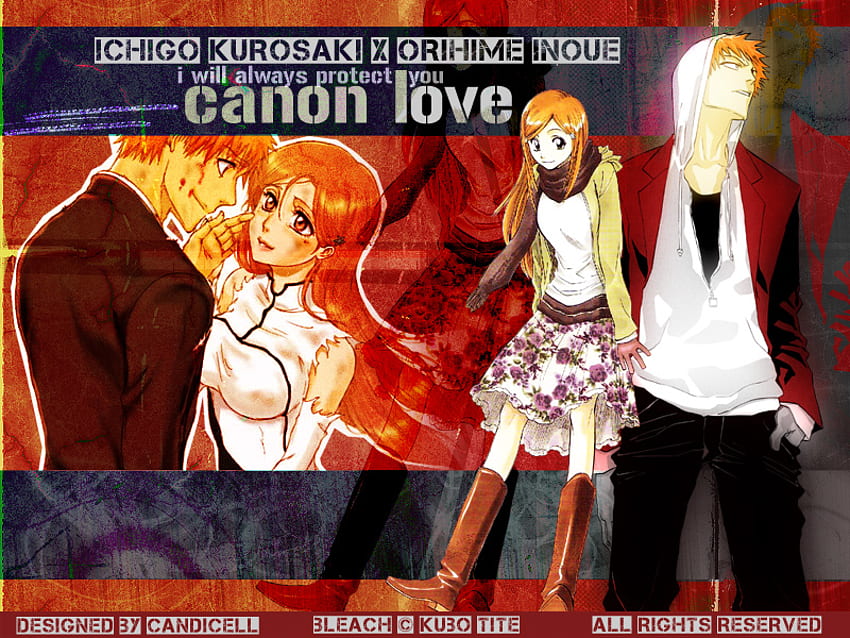 ICHIGO KUROSAKI X ORIHIME INOUE
i will always protect you
canon love
DESIGNED BY CANDICELL BLEACH © KUBO TITE ALL RIGHTS RESERVED